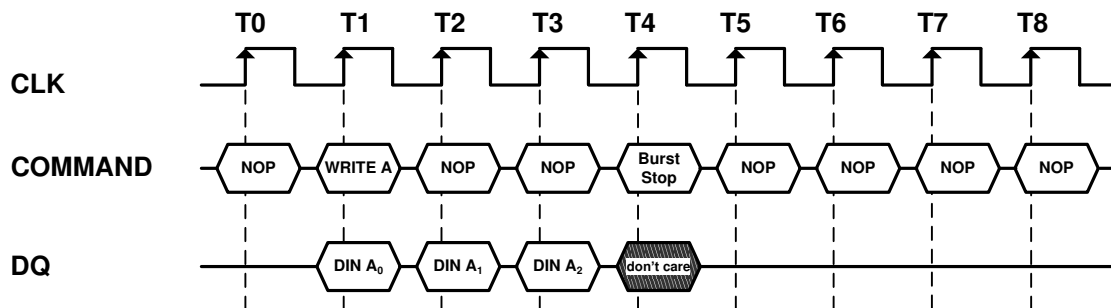 T0 T1 T2 T3 T4 T5 T6 T7 T8
CLK
COMMAND NOP WRITE A NOP NOP Burst Stop NOP NOP NOP NOP
DQ DIN A₀ DIN A₁ DIN A₂ don't care